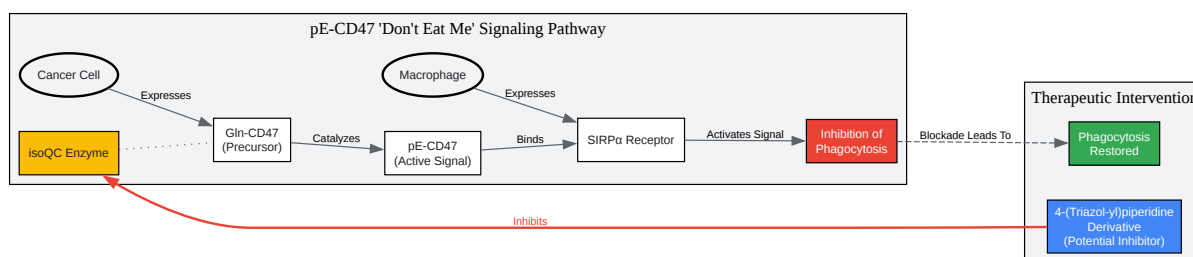 pE-CD47 'Don't Eat Me' Signaling Pathway
Cancer Cell
Expresses
isoQC Enzyme
Gln-CD47
(Precursor)
Catalyzes
pE-CD47
(Active Signal)
Macrophage
Expresses
Binds
SIRPα Receptor
Activates Signal
Inhibition of
Phagocytosis
Blockade Leads To
Therapeutic Intervention
Phagocytosis
Restored
4-(Triazol-yl)piperidine
Derivative
(Potential Inhibitor)
Inhibits